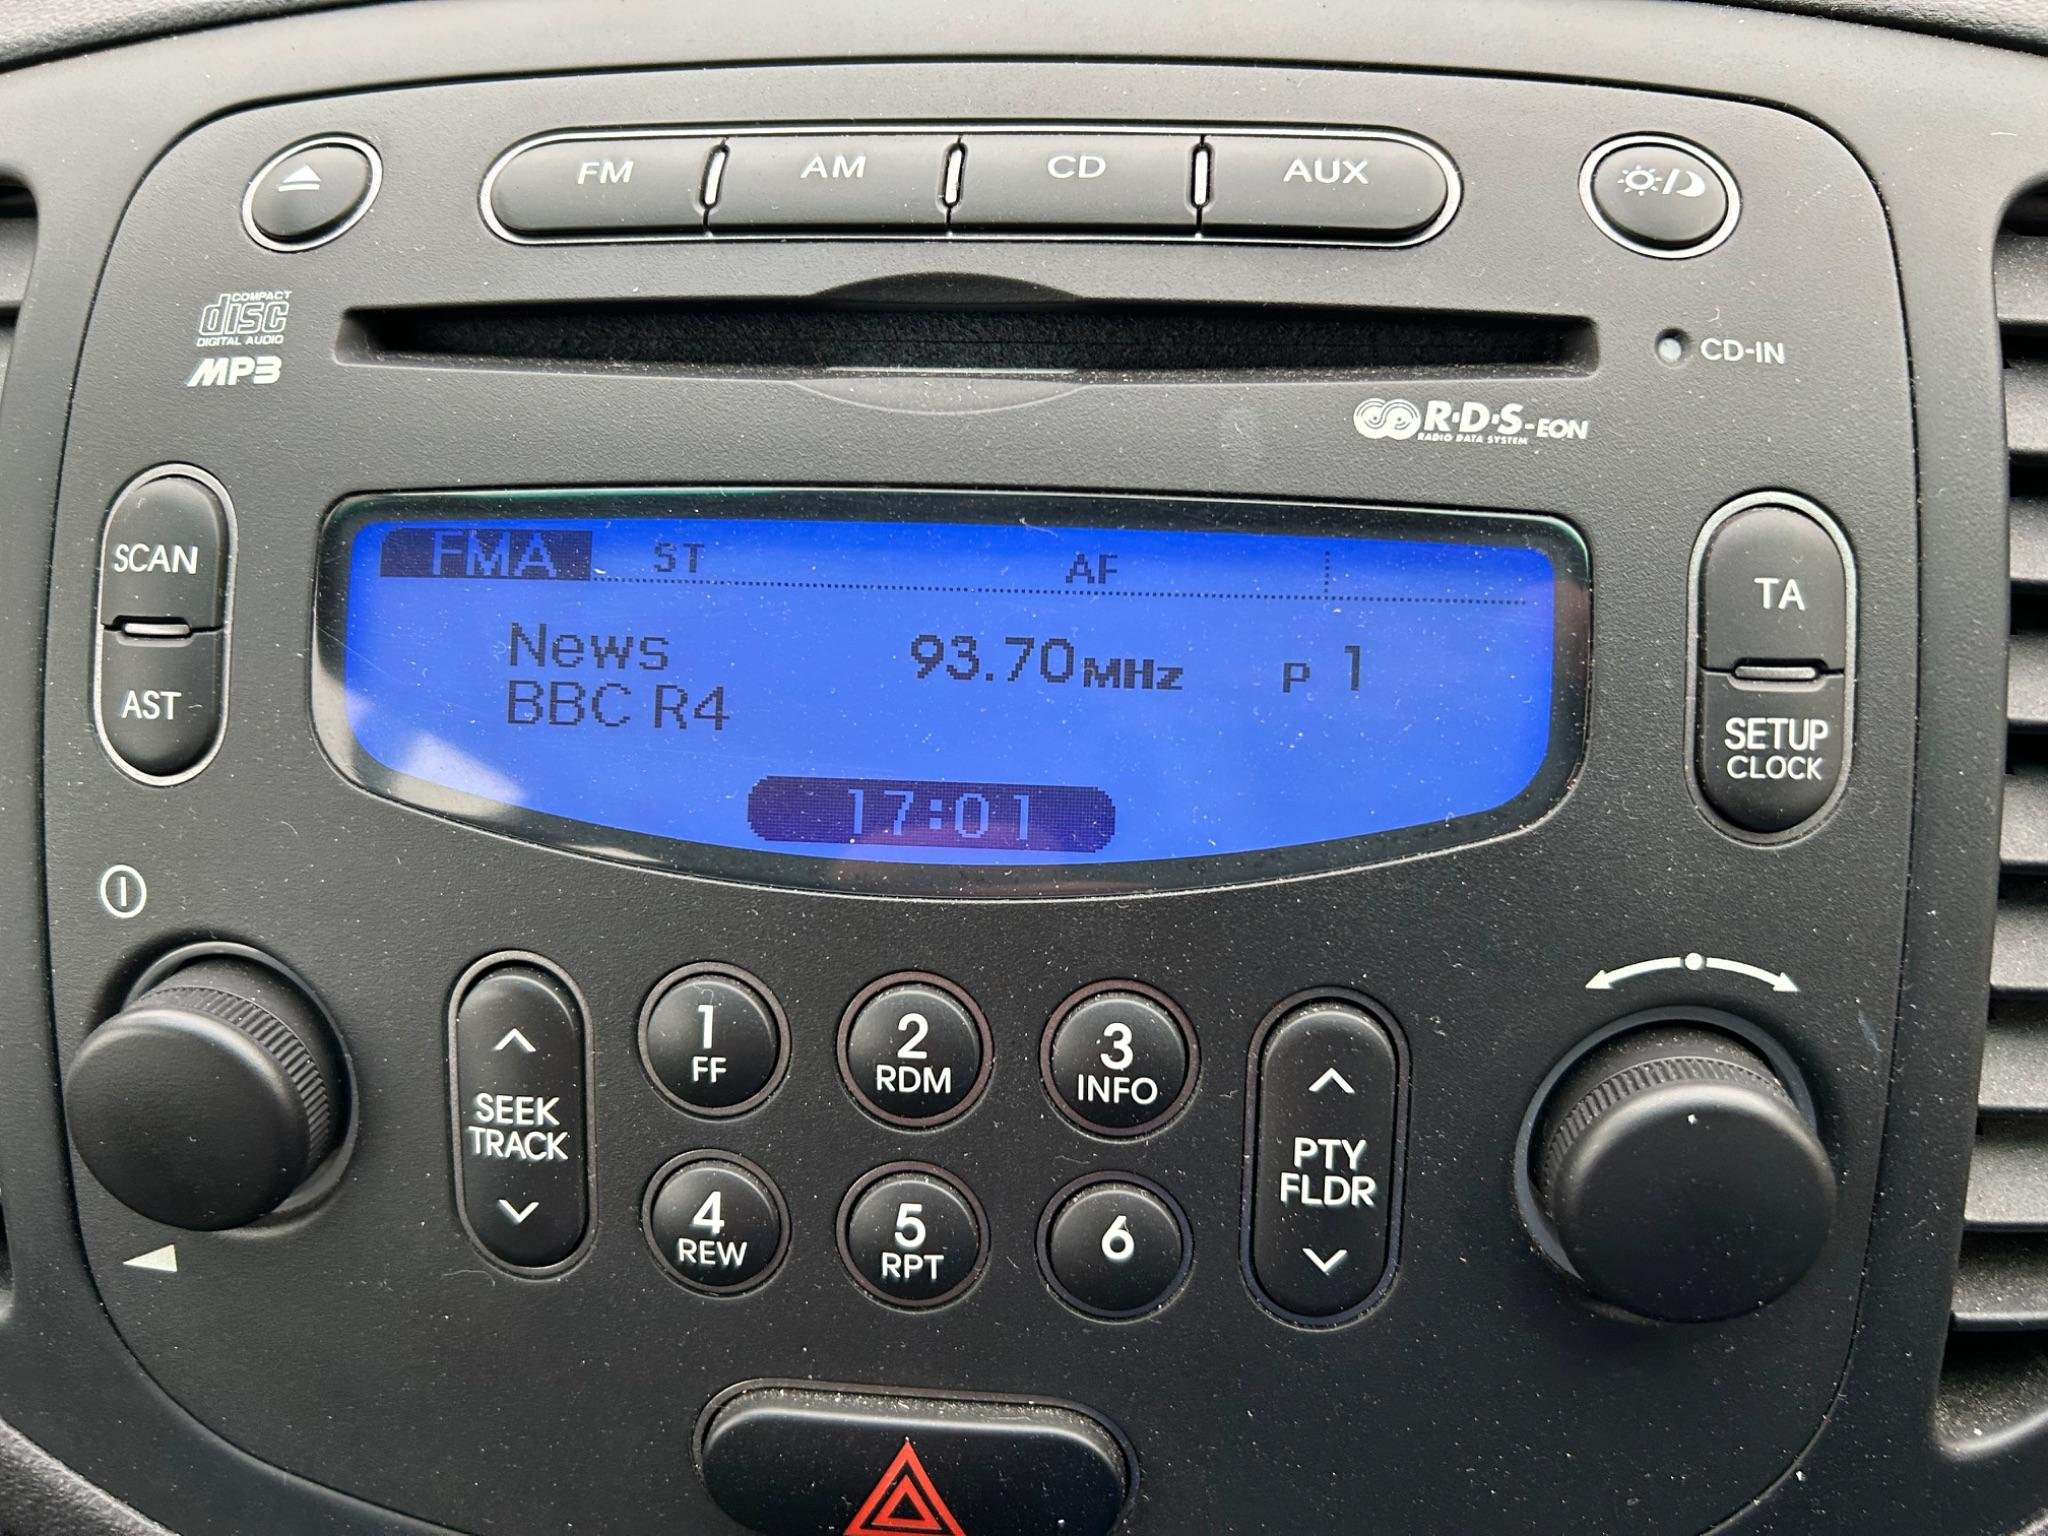 FM AM CD AUX
COMPACT
disc
DIGITAL AUDIO
MP3
CD-IN
R·D·S-EON
RADIO DATA SYSTEM
SCAN
AST
FMA ST AF
News 93.70MHz P 1
BBC R4
17:01
TA
SETUP
CLOCK
SEEK
TRACK
1
FF
2
RDM
3
INFO
4
REW
5
RPT
6
PTY
FLDR